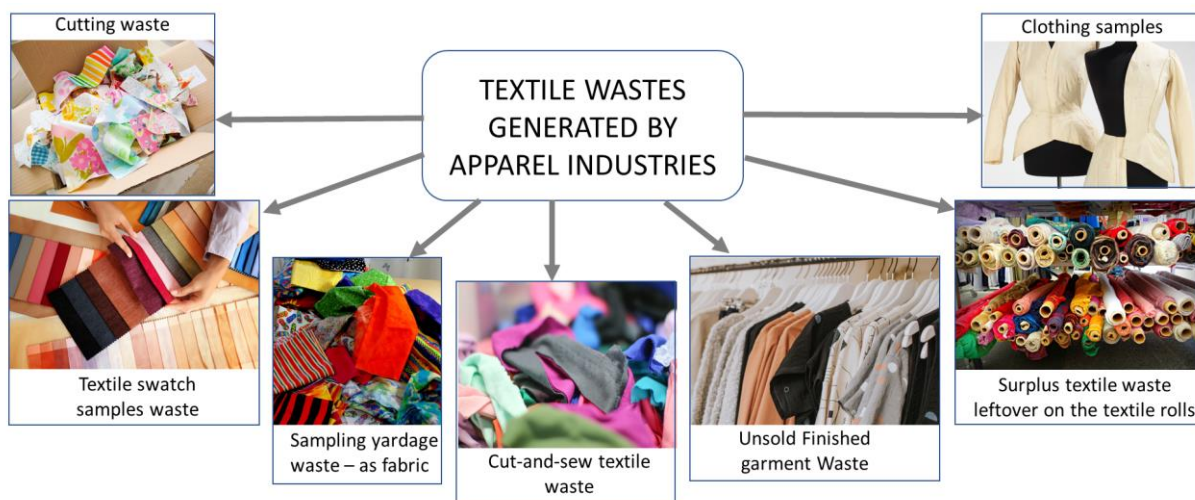 Cutting waste
TEXTILE WASTES
GENERATED BY
APPAREL INDUSTRIES
Clothing samples
Textile swatch
samples waste
Sampling yardage
waste – as fabric
Cut-and-sew textile
waste
Unsold Finished
garment Waste
Surplus textile waste
leftover on the textile rolls